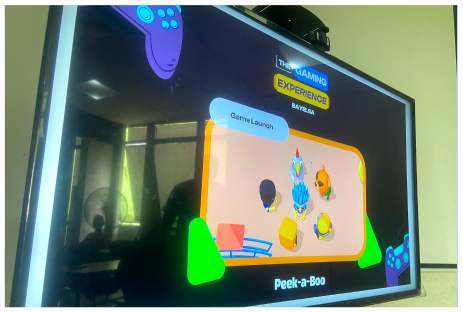 THE GAMING
EXPERIENCE
BAYELSA
Game Launch
Peek-a-Boo